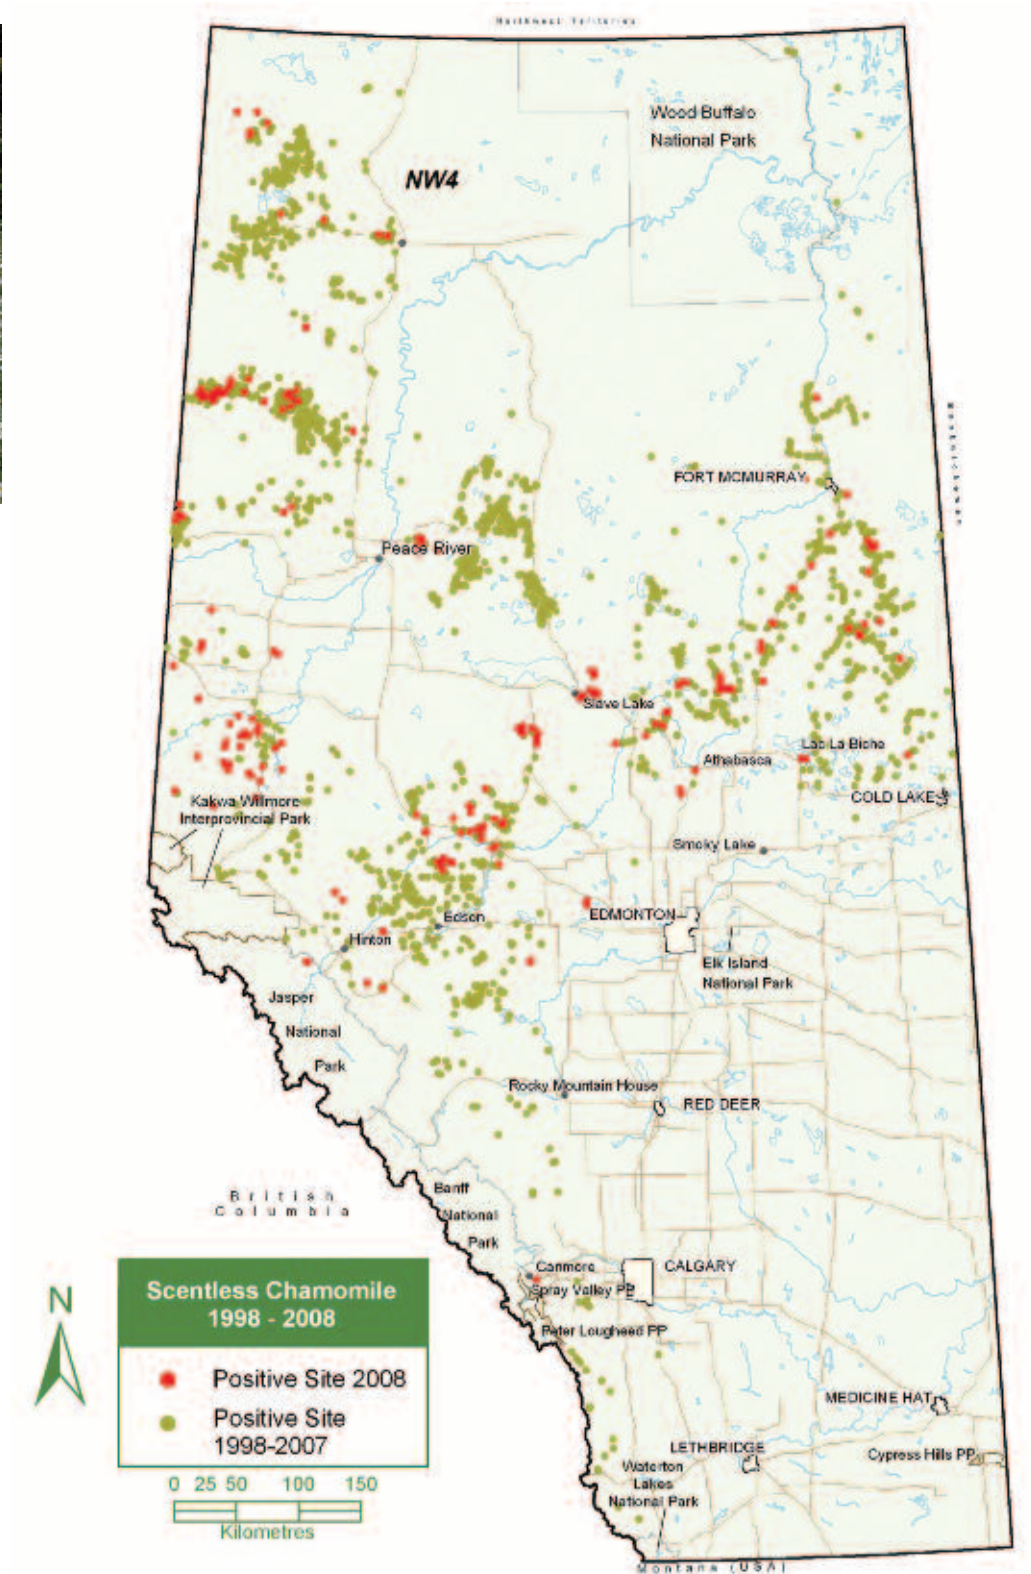 Northwest Territories
Wood Buffalo
National Park
NW4
Saskatchewan
FORT MCMURRAY
Peace River
Slave Lake
Lac La Biche
Athabasca
COLD LAKE
Kakwa Willmore
Interprovincial Park
Smoky Lake
EDMONTON
Edson
Hinton
Elk Island
National Park
Jasper
National
Park
Rocky Mountain House
RED DEER
British
Columbia
Banff
National
Park
Canmore
CALGARY
Spray Valley PP
Peter Lougheed PP
Scentless Chamomile
1998 - 2008
N
Positive Site 2008
Positive Site
1998-2007
MEDICINE HAT
LETHBRIDGE
Cypress Hills PP
Waterton
Lakes
National Park
0 25 50 100 150
Kilometres
Montana (USA)